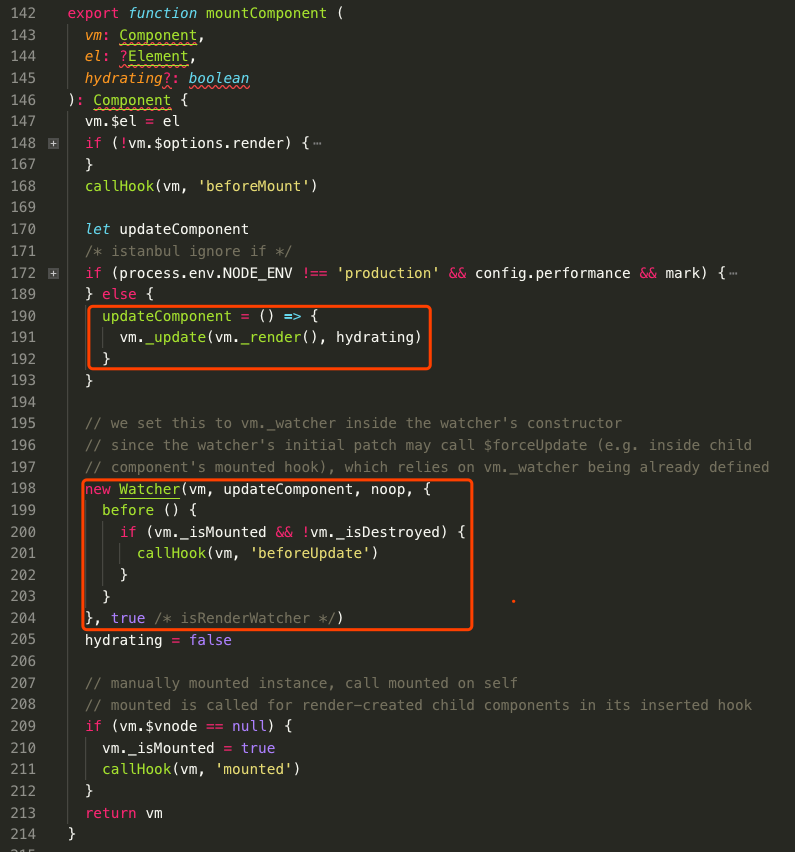 142 export function mountComponent (
143   vm: Component,
144   el: ?Element,
145   hydrating?: boolean
146 ): Component {
147   vm.$el = el
148 + if (!vm.$options.render) {⋯
167   }
168   callHook(vm, 'beforeMount')
169
170   let updateComponent
171   /* istanbul ignore if */
172 + if (process.env.NODE_ENV !== 'production' && config.performance && mark) {⋯
189   } else {
190     updateComponent = () => {
191       vm._update(vm._render(), hydrating)
192     }
193   }
194
195   // we set this to vm._watcher inside the watcher's constructor
196   // since the watcher's initial patch may call $forceUpdate (e.g. inside child
197   // component's mounted hook), which relies on vm._watcher being already defined
198   new Watcher(vm, updateComponent, noop, {
199     before () {
200       if (vm._isMounted && !vm._isDestroyed) {
201         callHook(vm, 'beforeUpdate')
202       }
203     }
204   }, true /* isRenderWatcher */)
205   hydrating = false
206
207   // manually mounted instance, call mounted on self
208   // mounted is called for render-created child components in its inserted hook
209   if (vm.$vnode == null) {
210     vm._isMounted = true
211     callHook(vm, 'mounted')
212   }
213   return vm
214 }